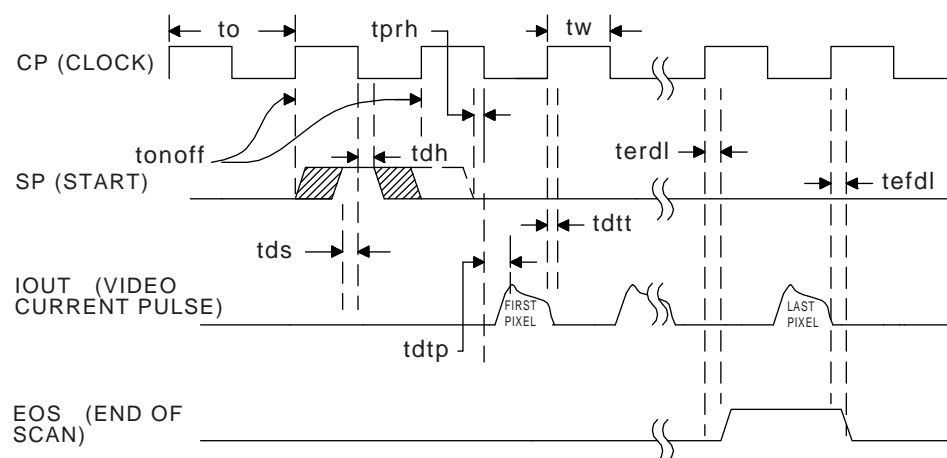 to
tprh
tw
CP (CLOCK)
tonoff
tdh
terdl
SP (START)
tefdl
tds
tdtt
IOUT (VIDEO
CURRENT PULSE)
FIRST
PIXEL
LAST
PIXEL
tdtp
EOS (END OF
SCAN)